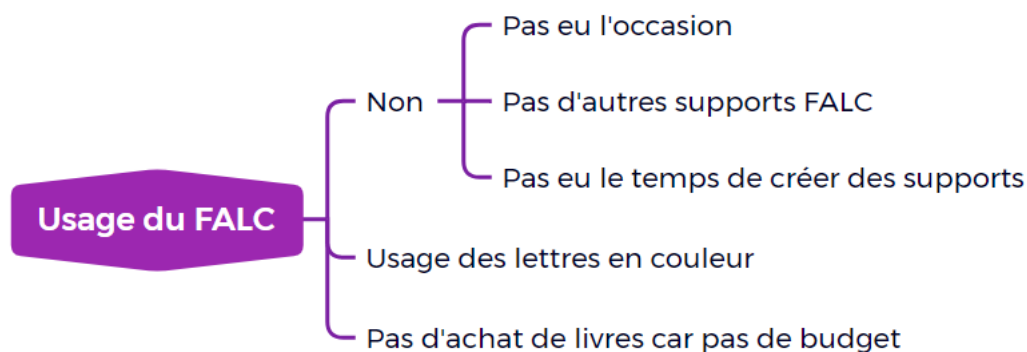 Usage du FALC
Non
Pas eu l'occasion
Pas d'autres supports FALC
Pas eu le temps de créer des supports
Usage des lettres en couleur
Pas d'achat de livres car pas de budget